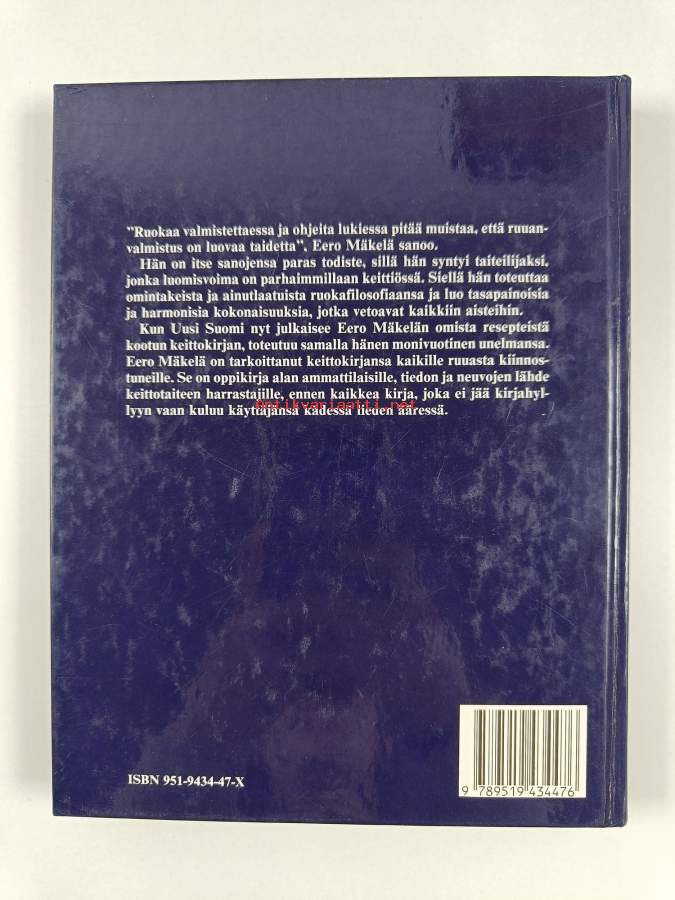 "Ruokaa valmistettaessa ja ohjeita lukiessa pitää muistaa, että ruuan-
valmistus on luovaa taidetta", Eero Mäkelä sanoo.
Hän on itse sanojensa paras todiste, sillä hän syntyi taiteilijaksi,
jonka luomisvoima on parhaimmillaan keittiössä. Siellä hän toteuttaa
omintakeista ja ainutlaatuista ruokafilosofiaansa ja luo tasapainoisia
ja harmonisia kokonaisuuksia, jotka vetoavat kaikkiin aisteihin.
Kun Uusi Suomi nyt julkaisee Eero Mäkelän omista resepteistä
kootun keittokirjan, toteutuu samalla hänen monivuotinen unelmansa.
Eero Mäkelä on tarkoittanut keittokirjansa kaikille ruuasta kiinnos-
tuneille. Se on oppikirja alan ammattilaisille, tiedon ja neuvojen lähde
keittotaiteen harrastajille, ennen kaikkea kirja, joka ei jää kirjahyl-
lyyn vaan kuluu käyttäjänsä kädessä lieden ääressä.
Antikvariaatti.net
ISBN 951-9434-47-X
9 789519 434476